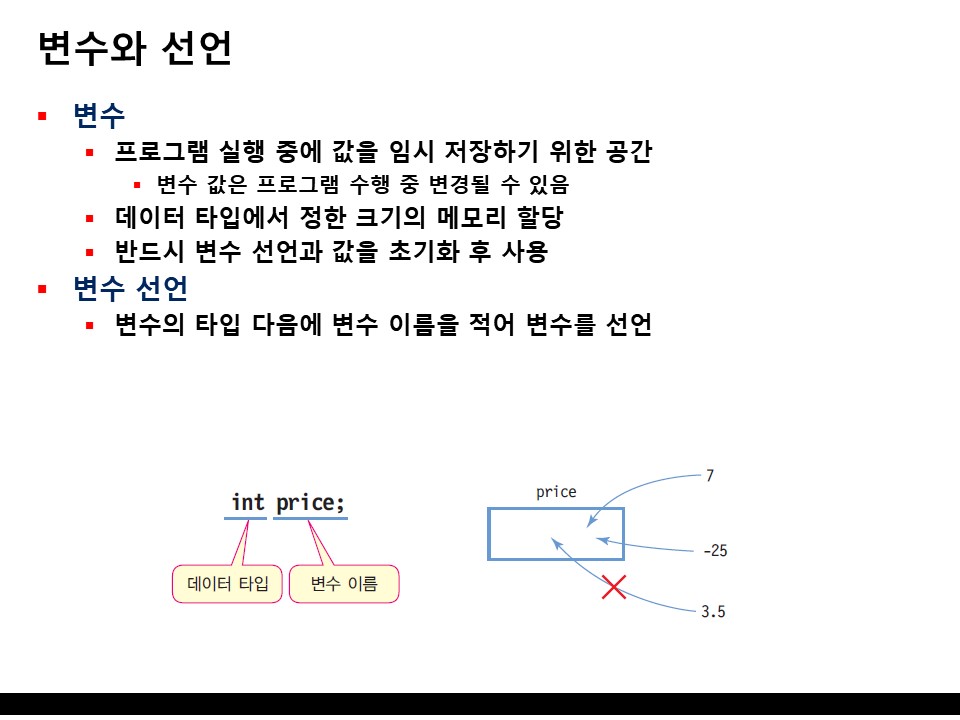 변수와 선언
변수
프로그램 실행 중에 값을 임시 저장하기 위한 공간
변수 값은 프로그램 수행 중 변경될 수 있음
데이터 타입에서 정한 크기의 메모리 할당
반드시 변수 선언과 값을 초기화 후 사용
변수 선언
변수의 타입 다음에 변수 이름을 적어 변수를 선언
int price;
데이터 타입
변수 이름
price
7
-25
3.5